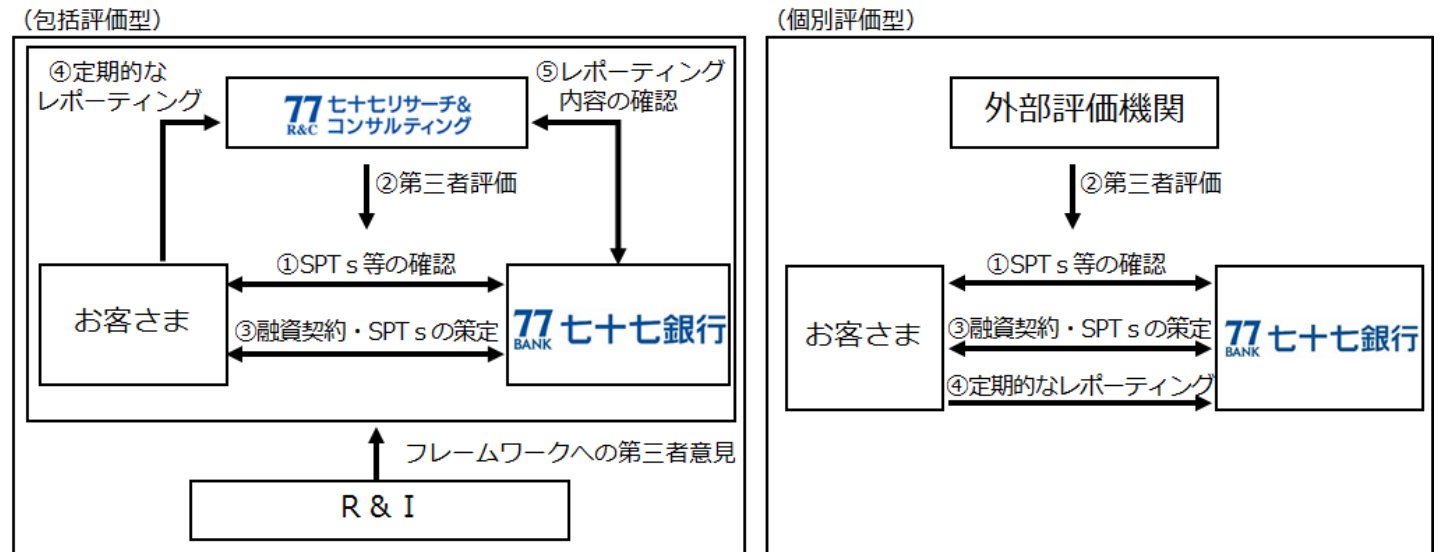 （包括評価型）
④定期的な
レポーティング
77 R&C 七十七リサーチ&
コンサルティング
⑤レポーティング
内容の確認
②第三者評価
①SPTｓ等の確認
お客さま
③融資契約・SPTｓの策定
77 BANK 七十七銀行
フレームワークへの第三者意見
Ｒ＆Ｉ
（個別評価型）
外部評価機関
②第三者評価
①SPTｓ等の確認
お客さま
③融資契約・SPTｓの策定
④定期的なレポーティング
77 BANK 七十七銀行